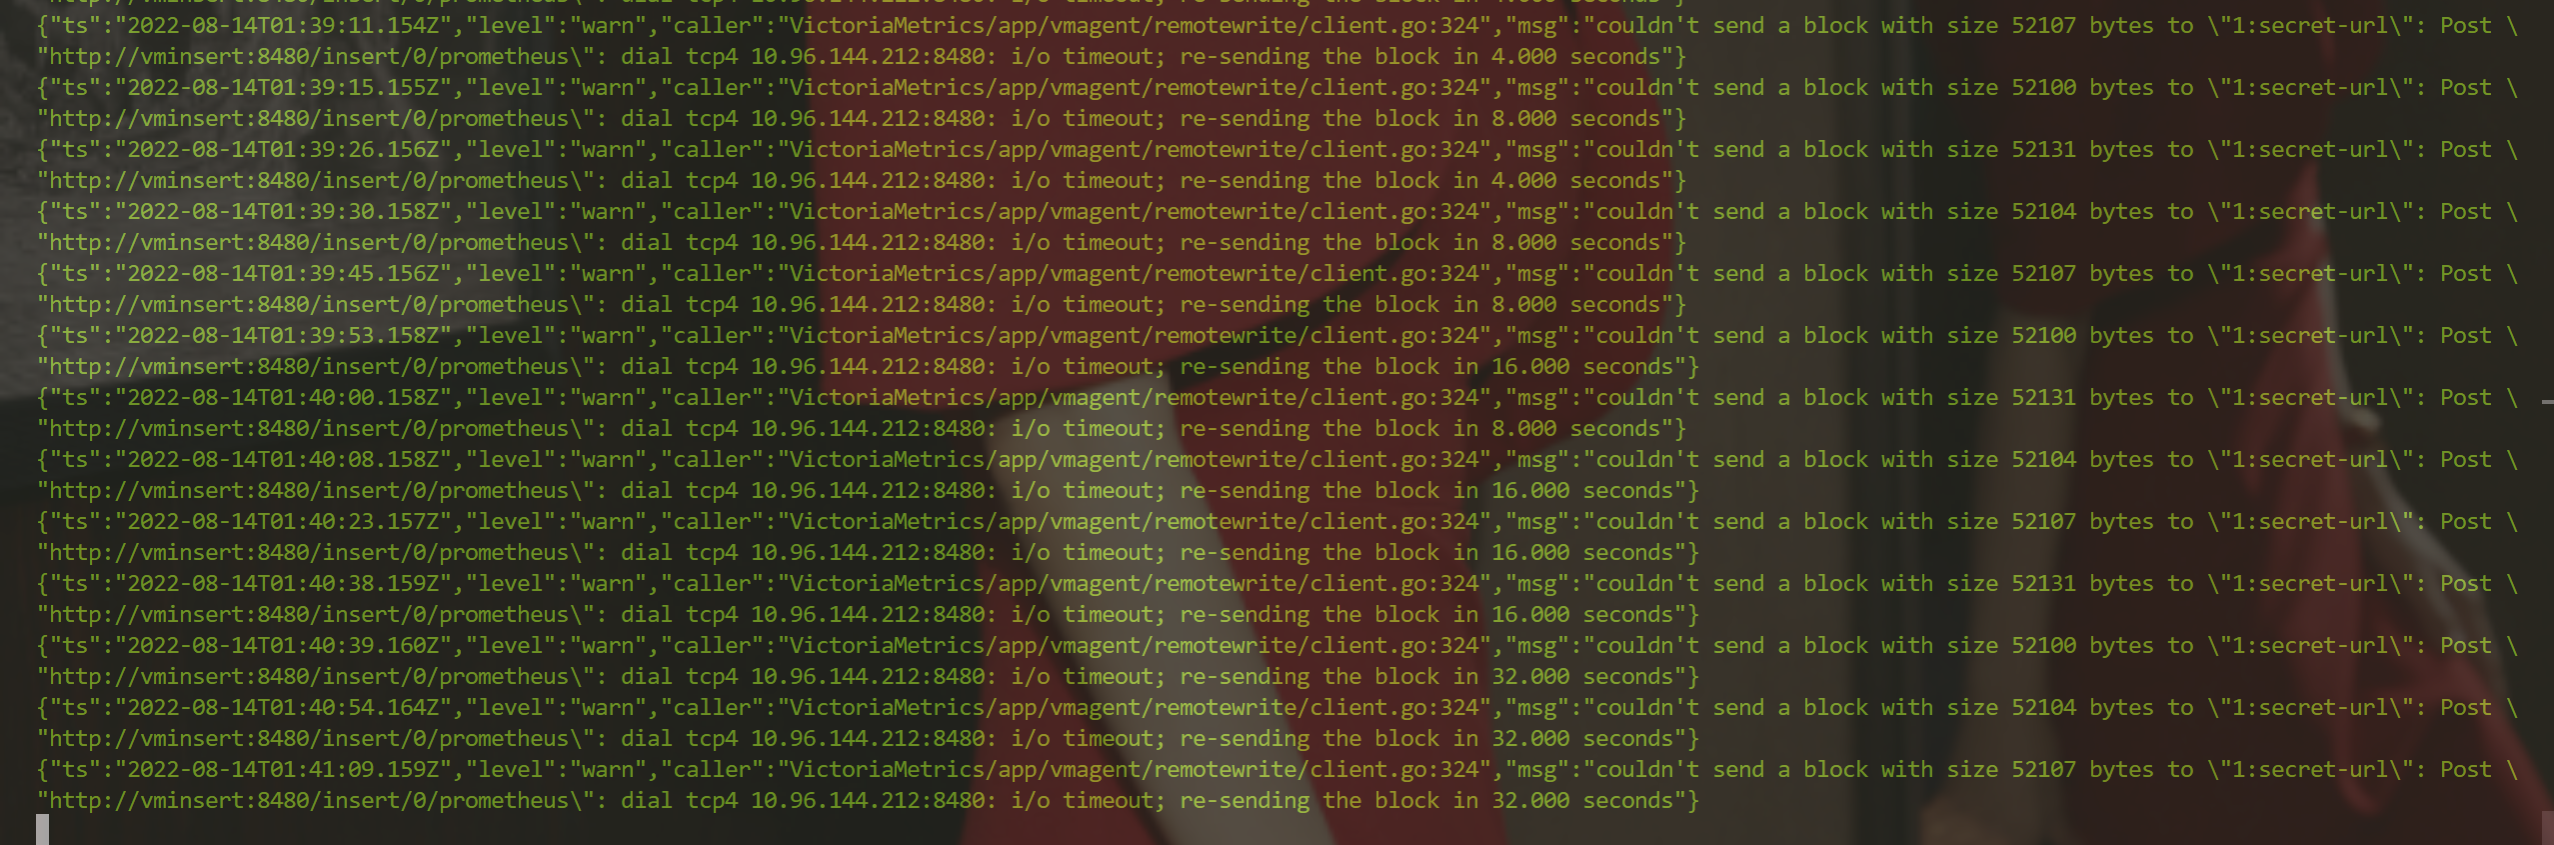 "http://vminsert:8480/insert/0/prometheus\": dial tcp4 10.96.144.212:8480: i/o timeout; re-sending the block in 4.000 seconds"}
{"ts":"2022-08-14T01:39:11.154Z","level":"warn","caller":"VictoriaMetrics/app/vmagent/remotewrite/client.go:324","msg":"couldn't send a block with size 52107 bytes to \"1:secret-url\": Post \
"http://vminsert:8480/insert/0/prometheus\": dial tcp4 10.96.144.212:8480: i/o timeout; re-sending the block in 4.000 seconds"}
{"ts":"2022-08-14T01:39:15.155Z","level":"warn","caller":"VictoriaMetrics/app/vmagent/remotewrite/client.go:324","msg":"couldn't send a block with size 52100 bytes to \"1:secret-url\": Post \
"http://vminsert:8480/insert/0/prometheus\": dial tcp4 10.96.144.212:8480: i/o timeout; re-sending the block in 8.000 seconds"}
{"ts":"2022-08-14T01:39:26.156Z","level":"warn","caller":"VictoriaMetrics/app/vmagent/remotewrite/client.go:324","msg":"couldn't send a block with size 52131 bytes to \"1:secret-url\": Post \
"http://vminsert:8480/insert/0/prometheus\": dial tcp4 10.96.144.212:8480: i/o timeout; re-sending the block in 4.000 seconds"}
{"ts":"2022-08-14T01:39:30.158Z","level":"warn","caller":"VictoriaMetrics/app/vmagent/remotewrite/client.go:324","msg":"couldn't send a block with size 52104 bytes to \"1:secret-url\": Post \
"http://vminsert:8480/insert/0/prometheus\": dial tcp4 10.96.144.212:8480: i/o timeout; re-sending the block in 8.000 seconds"}
{"ts":"2022-08-14T01:39:45.156Z","level":"warn","caller":"VictoriaMetrics/app/vmagent/remotewrite/client.go:324","msg":"couldn't send a block with size 52107 bytes to \"1:secret-url\": Post \
"http://vminsert:8480/insert/0/prometheus\": dial tcp4 10.96.144.212:8480: i/o timeout; re-sending the block in 8.000 seconds"}
{"ts":"2022-08-14T01:39:53.158Z","level":"warn","caller":"VictoriaMetrics/app/vmagent/remotewrite/client.go:324","msg":"couldn't send a block with size 52100 bytes to \"1:secret-url\": Post \
"http://vminsert:8480/insert/0/prometheus\": dial tcp4 10.96.144.212:8480: i/o timeout; re-sending the block in 16.000 seconds"}
{"ts":"2022-08-14T01:40:00.158Z","level":"warn","caller":"VictoriaMetrics/app/vmagent/remotewrite/client.go:324","msg":"couldn't send a block with size 52131 bytes to \"1:secret-url\": Post \
"http://vminsert:8480/insert/0/prometheus\": dial tcp4 10.96.144.212:8480: i/o timeout; re-sending the block in 8.000 seconds"}
{"ts":"2022-08-14T01:40:08.158Z","level":"warn","caller":"VictoriaMetrics/app/vmagent/remotewrite/client.go:324","msg":"couldn't send a block with size 52104 bytes to \"1:secret-url\": Post \
"http://vminsert:8480/insert/0/prometheus\": dial tcp4 10.96.144.212:8480: i/o timeout; re-sending the block in 16.000 seconds"}
{"ts":"2022-08-14T01:40:23.157Z","level":"warn","caller":"VictoriaMetrics/app/vmagent/remotewrite/client.go:324","msg":"couldn't send a block with size 52107 bytes to \"1:secret-url\": Post \
"http://vminsert:8480/insert/0/prometheus\": dial tcp4 10.96.144.212:8480: i/o timeout; re-sending the block in 16.000 seconds"}
{"ts":"2022-08-14T01:40:38.159Z","level":"warn","caller":"VictoriaMetrics/app/vmagent/remotewrite/client.go:324","msg":"couldn't send a block with size 52131 bytes to \"1:secret-url\": Post \
"http://vminsert:8480/insert/0/prometheus\": dial tcp4 10.96.144.212:8480: i/o timeout; re-sending the block in 16.000 seconds"}
{"ts":"2022-08-14T01:40:39.160Z","level":"warn","caller":"VictoriaMetrics/app/vmagent/remotewrite/client.go:324","msg":"couldn't send a block with size 52100 bytes to \"1:secret-url\": Post \
"http://vminsert:8480/insert/0/prometheus\": dial tcp4 10.96.144.212:8480: i/o timeout; re-sending the block in 32.000 seconds"}
{"ts":"2022-08-14T01:40:54.164Z","level":"warn","caller":"VictoriaMetrics/app/vmagent/remotewrite/client.go:324","msg":"couldn't send a block with size 52104 bytes to \"1:secret-url\": Post \
"http://vminsert:8480/insert/0/prometheus\": dial tcp4 10.96.144.212:8480: i/o timeout; re-sending the block in 32.000 seconds"}
{"ts":"2022-08-14T01:41:09.159Z","level":"warn","caller":"VictoriaMetrics/app/vmagent/remotewrite/client.go:324","msg":"couldn't send a block with size 52107 bytes to \"1:secret-url\": Post \
"http://vminsert:8480/insert/0/prometheus\": dial tcp4 10.96.144.212:8480: i/o timeout; re-sending the block in 32.000 seconds"}